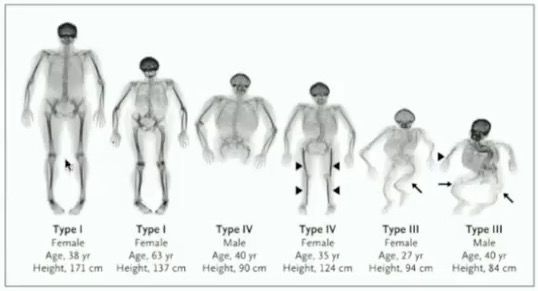 Type I
Female
Age, 38 yr
Height, 171 cm
Type I
Female
Age, 63 yr
Height, 137 cm
Type IV
Male
Age, 40 yr
Height, 90 cm
Type IV
Female
Age, 35 yr
Height, 124 cm
Type III
Female
Age, 27 yr
Height, 94 cm
Type III
Male
Age, 40 yr
Height, 84 cm